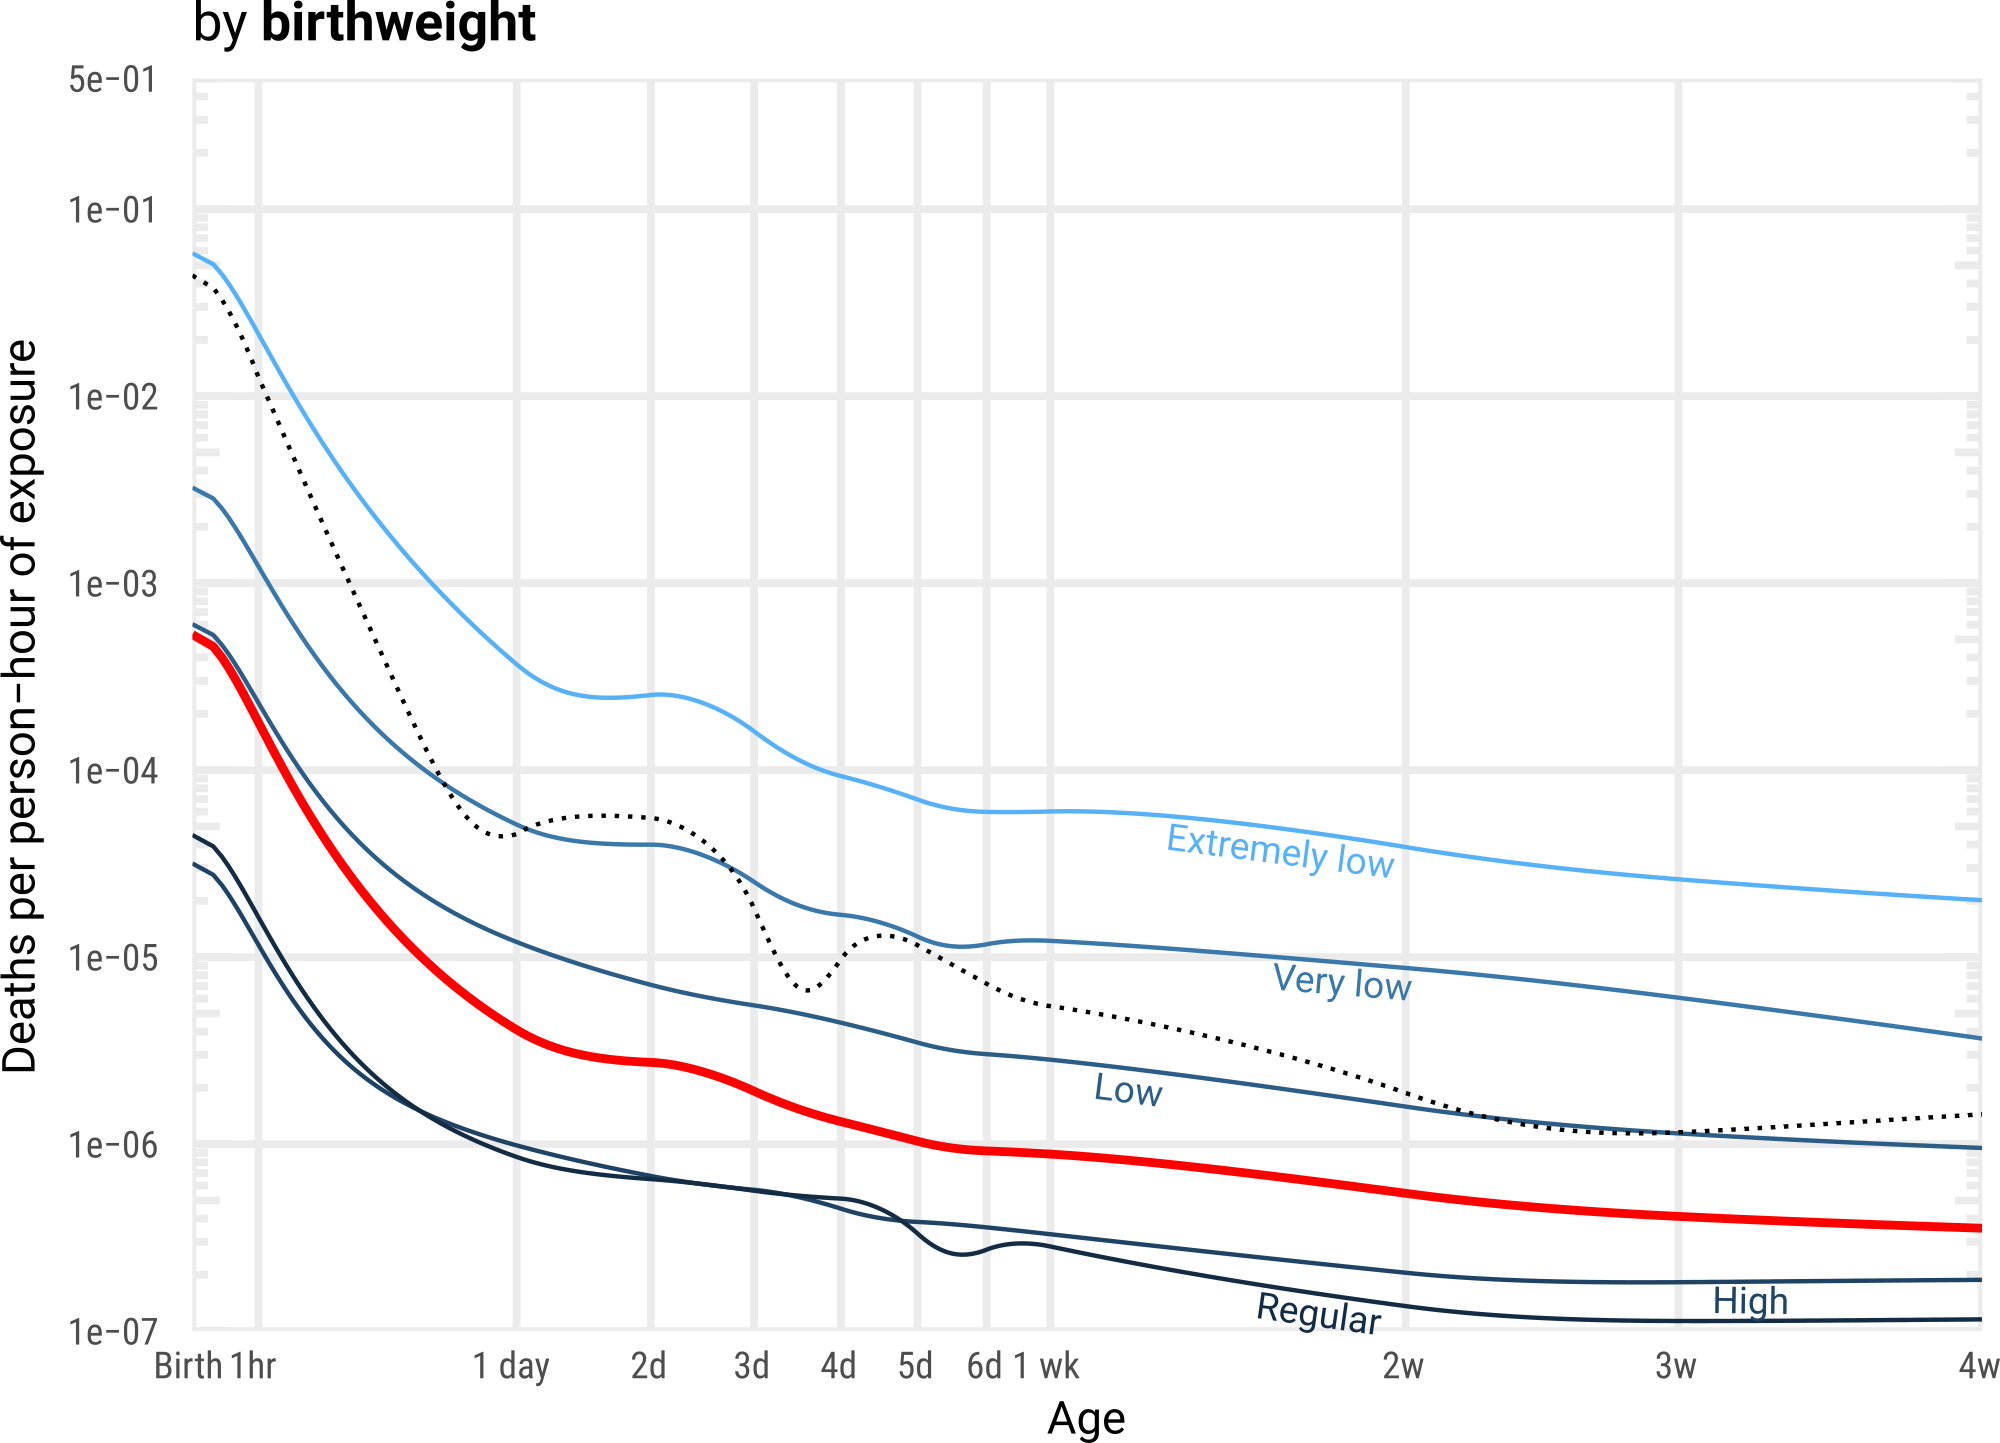 by birthweight
5e−01
1e−01
1e−02
1e−03
1e−04
1e−05
1e−06
1e−07
Deaths per person−hour of exposure
Extremely low
Very low
Low
High
Regular
Birth 1hr 1 day 2d 3d 4d 5d 6d 1 wk 2w 3w 4w
Age